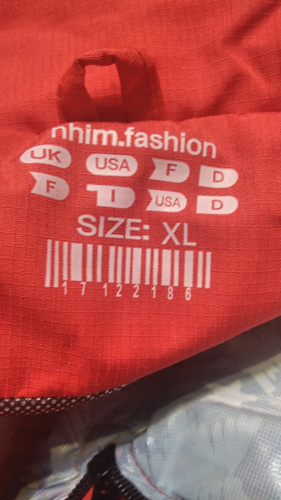 nhim.fashion
UK USA F D
F I USA D
SIZE: XL
17122186